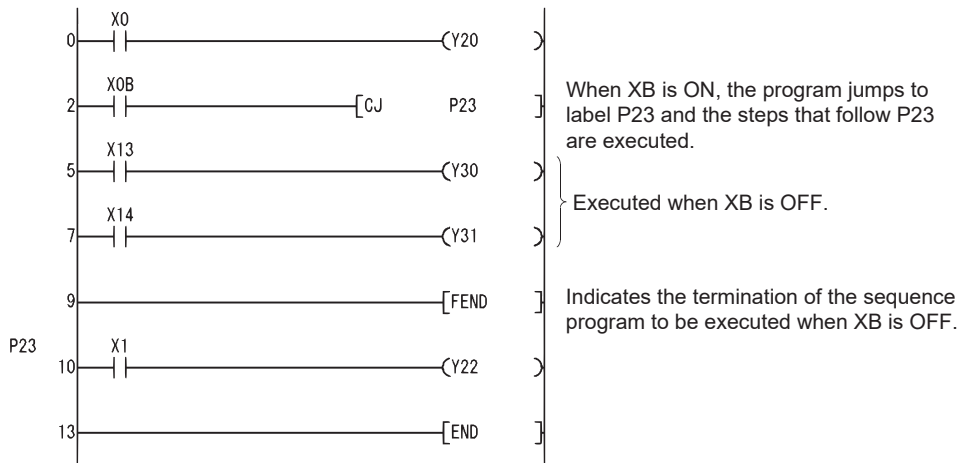 X0
0 (Y20 )
X0B
2 [CJ P23 ]
When XB is ON, the program jumps to
label P23 and the steps that follow P23
are executed.
X13
5 (Y30 )
Executed when XB is OFF.
X14
7 (Y31 )
9 [FEND ]
Indicates the termination of the sequence
program to be executed when XB is OFF.
P23
X1
10 (Y22 )
13 [END ]